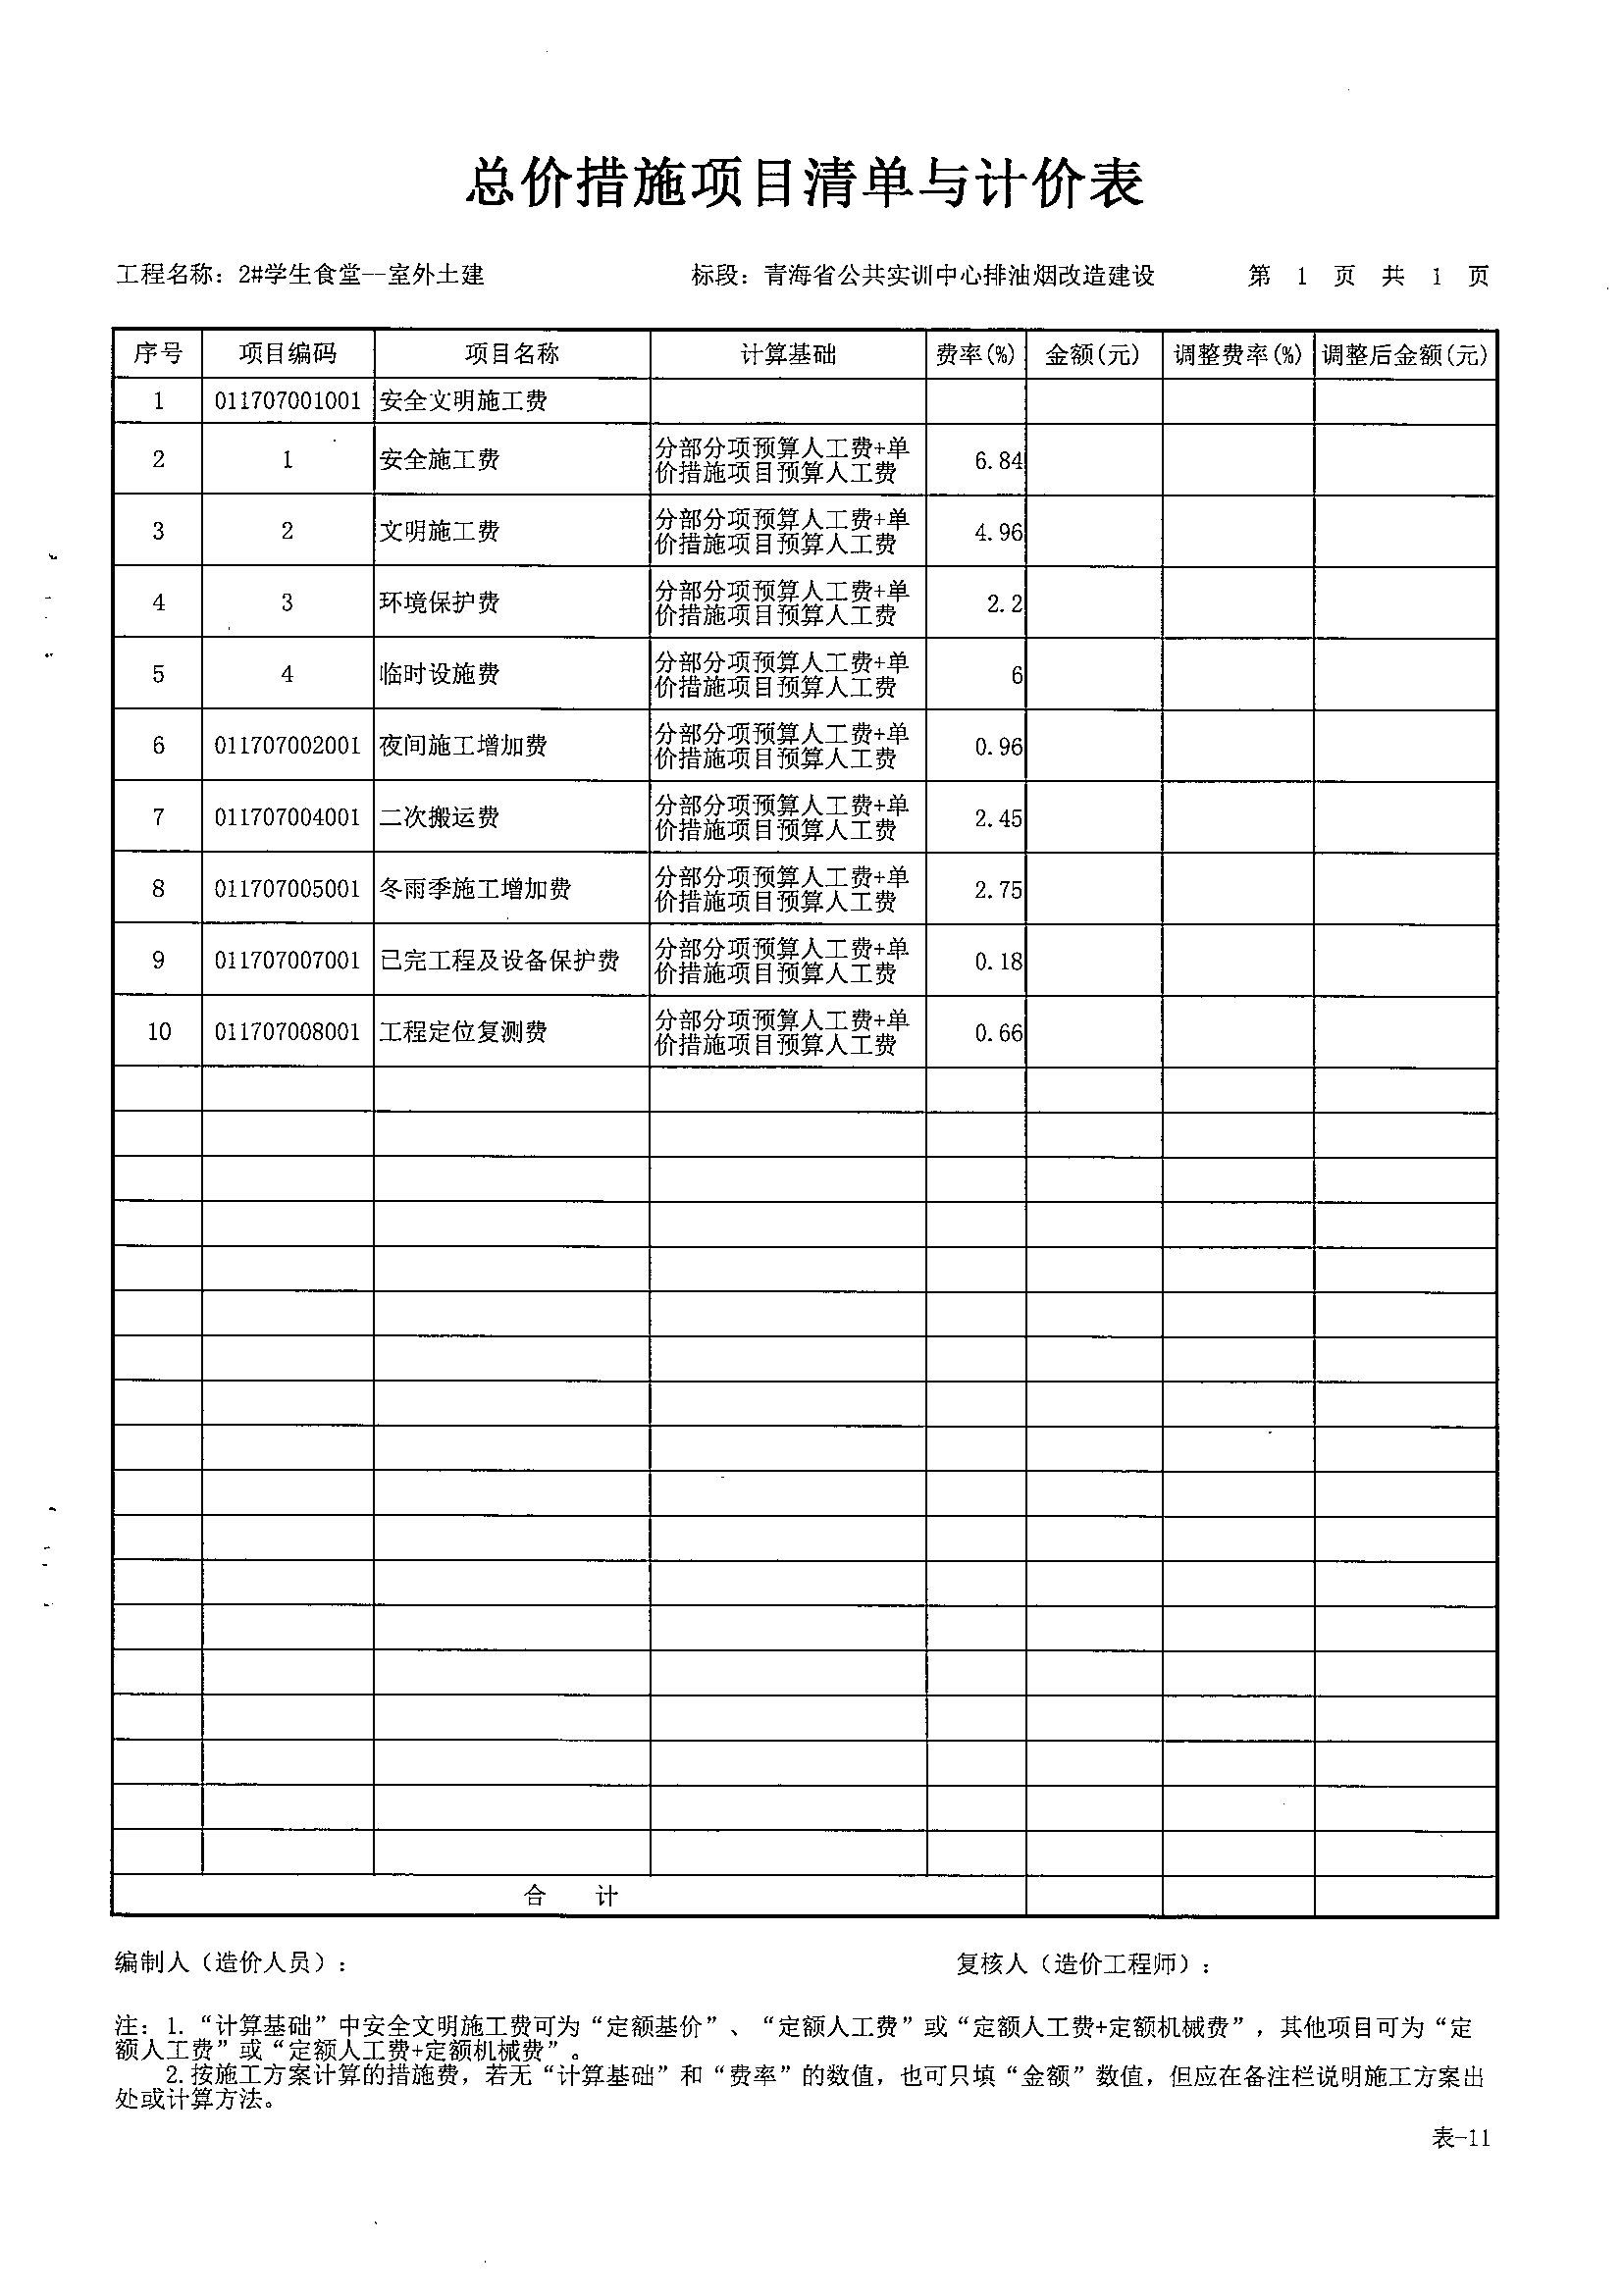 总价措施项目清单与计价表
工程名称：2#学生食堂--室外土建 标段：青海省公共实训中心排油烟改造建设 第 1 页 共 1 页
序号 项目编码 项目名称 计算基础 费率(%) 金额(元) 调整费率(%) 调整后金额(元)
1 011707001001 安全文明施工费
2 1 安全施工费 分部分项预算人工费+单
价措施项目预算人工费 6.84
3 2 文明施工费 分部分项预算人工费+单
价措施项目预算人工费 4.96
4 3 环境保护费 分部分项预算人工费+单
价措施项目预算人工费 2.2
5 4 临时设施费 分部分项预算人工费+单
价措施项目预算人工费 6
6 011707002001 夜间施工增加费 分部分项预算人工费+单
价措施项目预算人工费 0.96
7 011707004001 二次搬运费 分部分项预算人工费+单
价措施项目预算人工费 2.45
8 011707005001 冬雨季施工增加费 分部分项预算人工费+单
价措施项目预算人工费 2.75
9 011707007001 已完工程及设备保护费 分部分项预算人工费+单
价措施项目预算人工费 0.18
10 011707008001 工程定位复测费 分部分项预算人工费+单
价措施项目预算人工费 0.66
合 计
编制人（造价人员）： 复核人（造价工程师）：
注：1.“计算基础”中安全文明施工费可为“定额基价”、“定额人工费”或“定额人工费+定额机械费”，其他项目可为“定
额人工费”或“定额人工费+定额机械费”。
2.按施工方案计算的措施费，若无“计算基础”和“费率”的数值，也可只填“金额”数值，但应在备注栏说明施工方案出
处或计算方法。
表-11